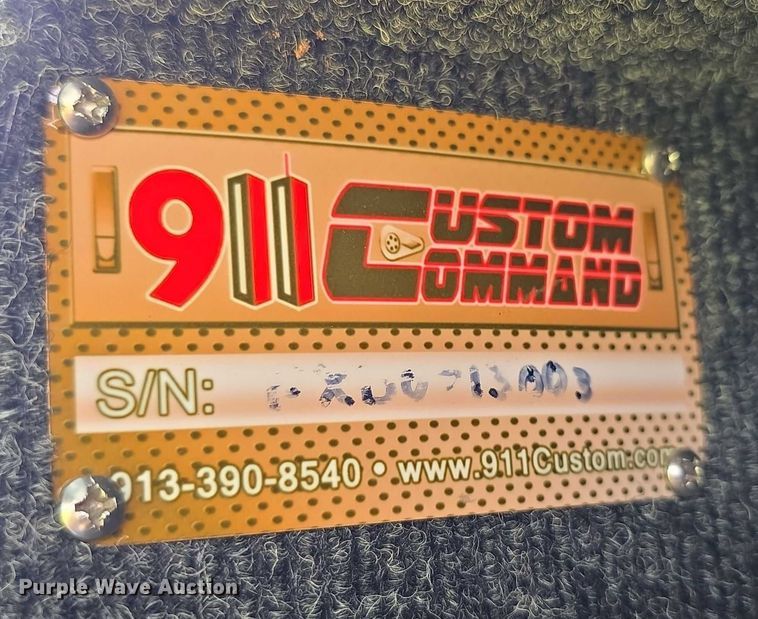 911 CUSTOM COMMAND
S/N:
913-390-8540 • www.911Custom.com
Purple Wave Auction